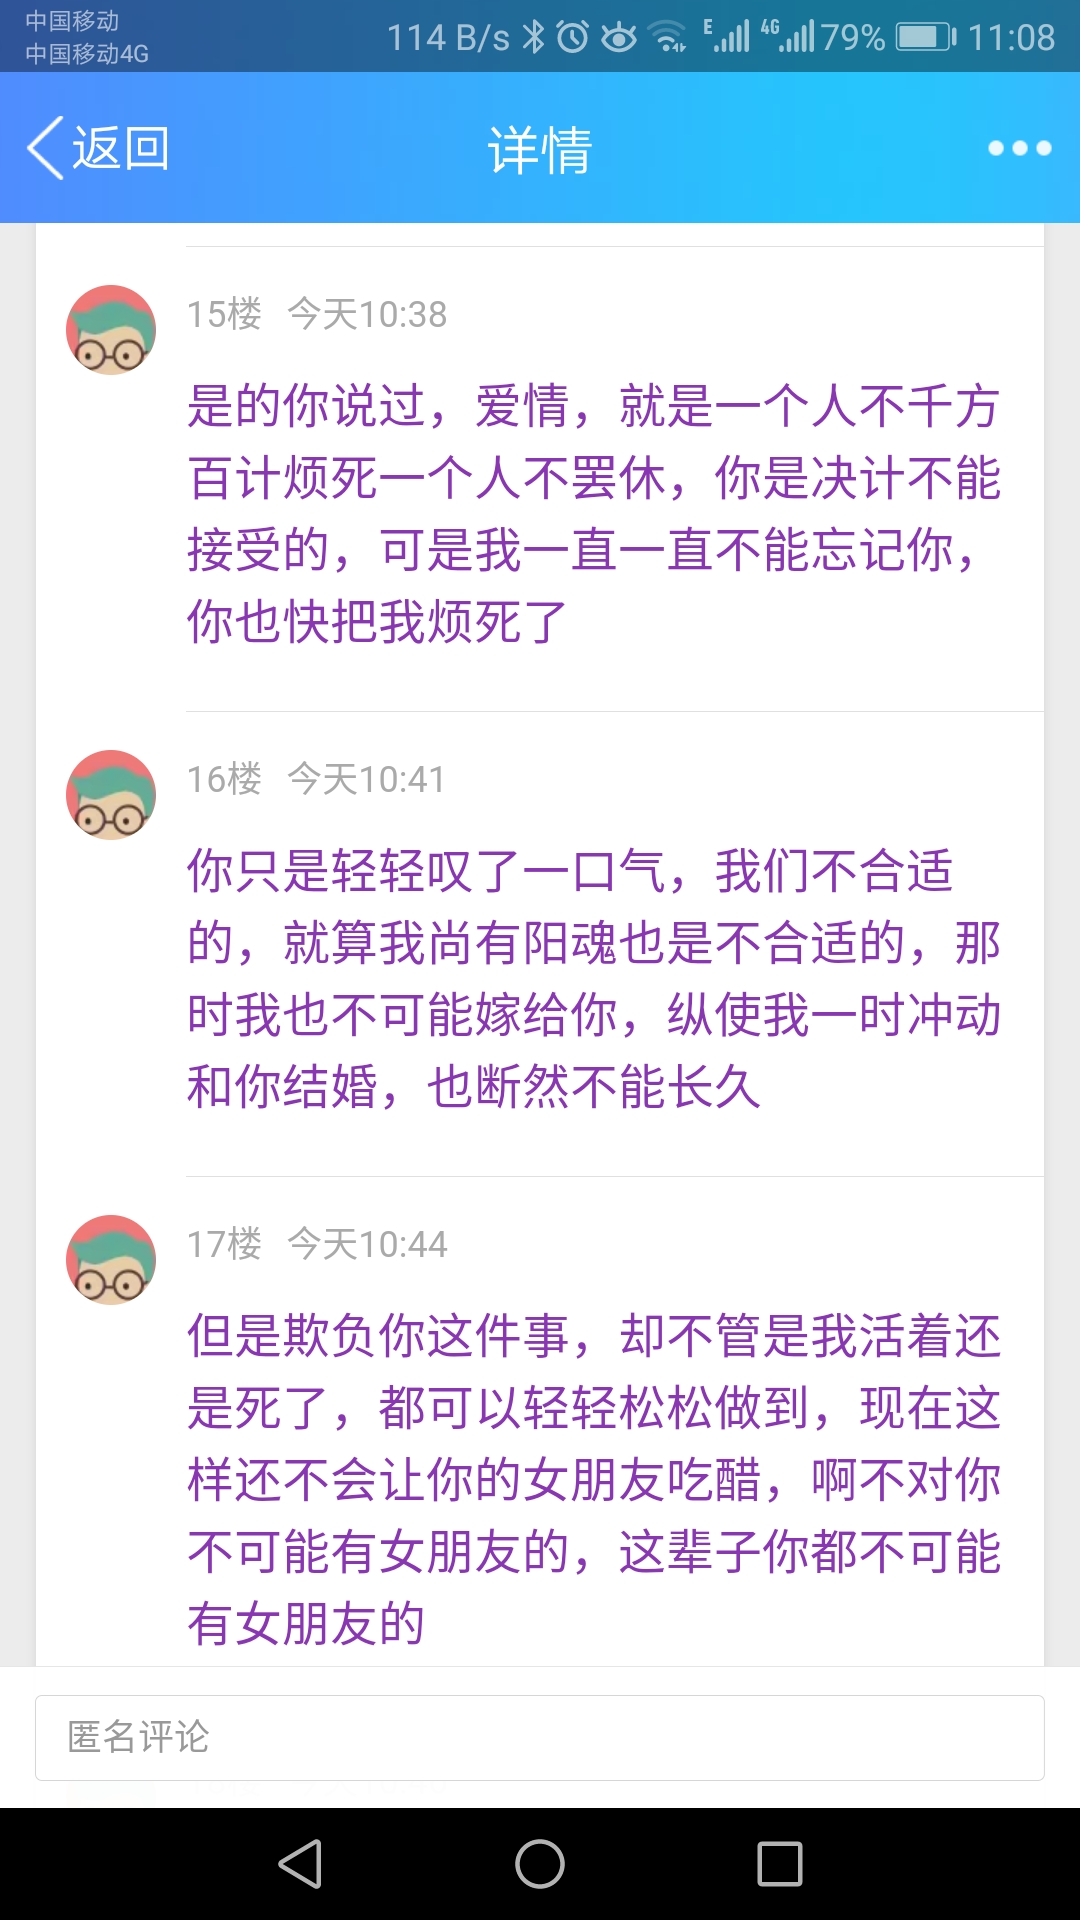 中国移动
中国移动4G
114 B/s
E
4G
79%
11:08
返回
详情
15楼 今天10:38
是的你说过，爱情，就是一个人不千方
百计烦死一个人不罢休，你是决计不能
接受的，可是我一直一直不能忘记你，
你也快把我烦死了
16楼 今天10:41
你只是轻轻叹了一口气，我们不合适
的，就算我尚有阳魂也是不合适的，那
时我也不可能嫁给你，纵使我一时冲动
和你结婚，也断然不能长久
17楼 今天10:44
但是欺负你这件事，却不管是我活着还
是死了，都可以轻轻松松做到，现在这
样还不会让你的女朋友吃醋，啊不对你
不可能有女朋友的，这辈子你都不可能
有女朋友的
匿名评论